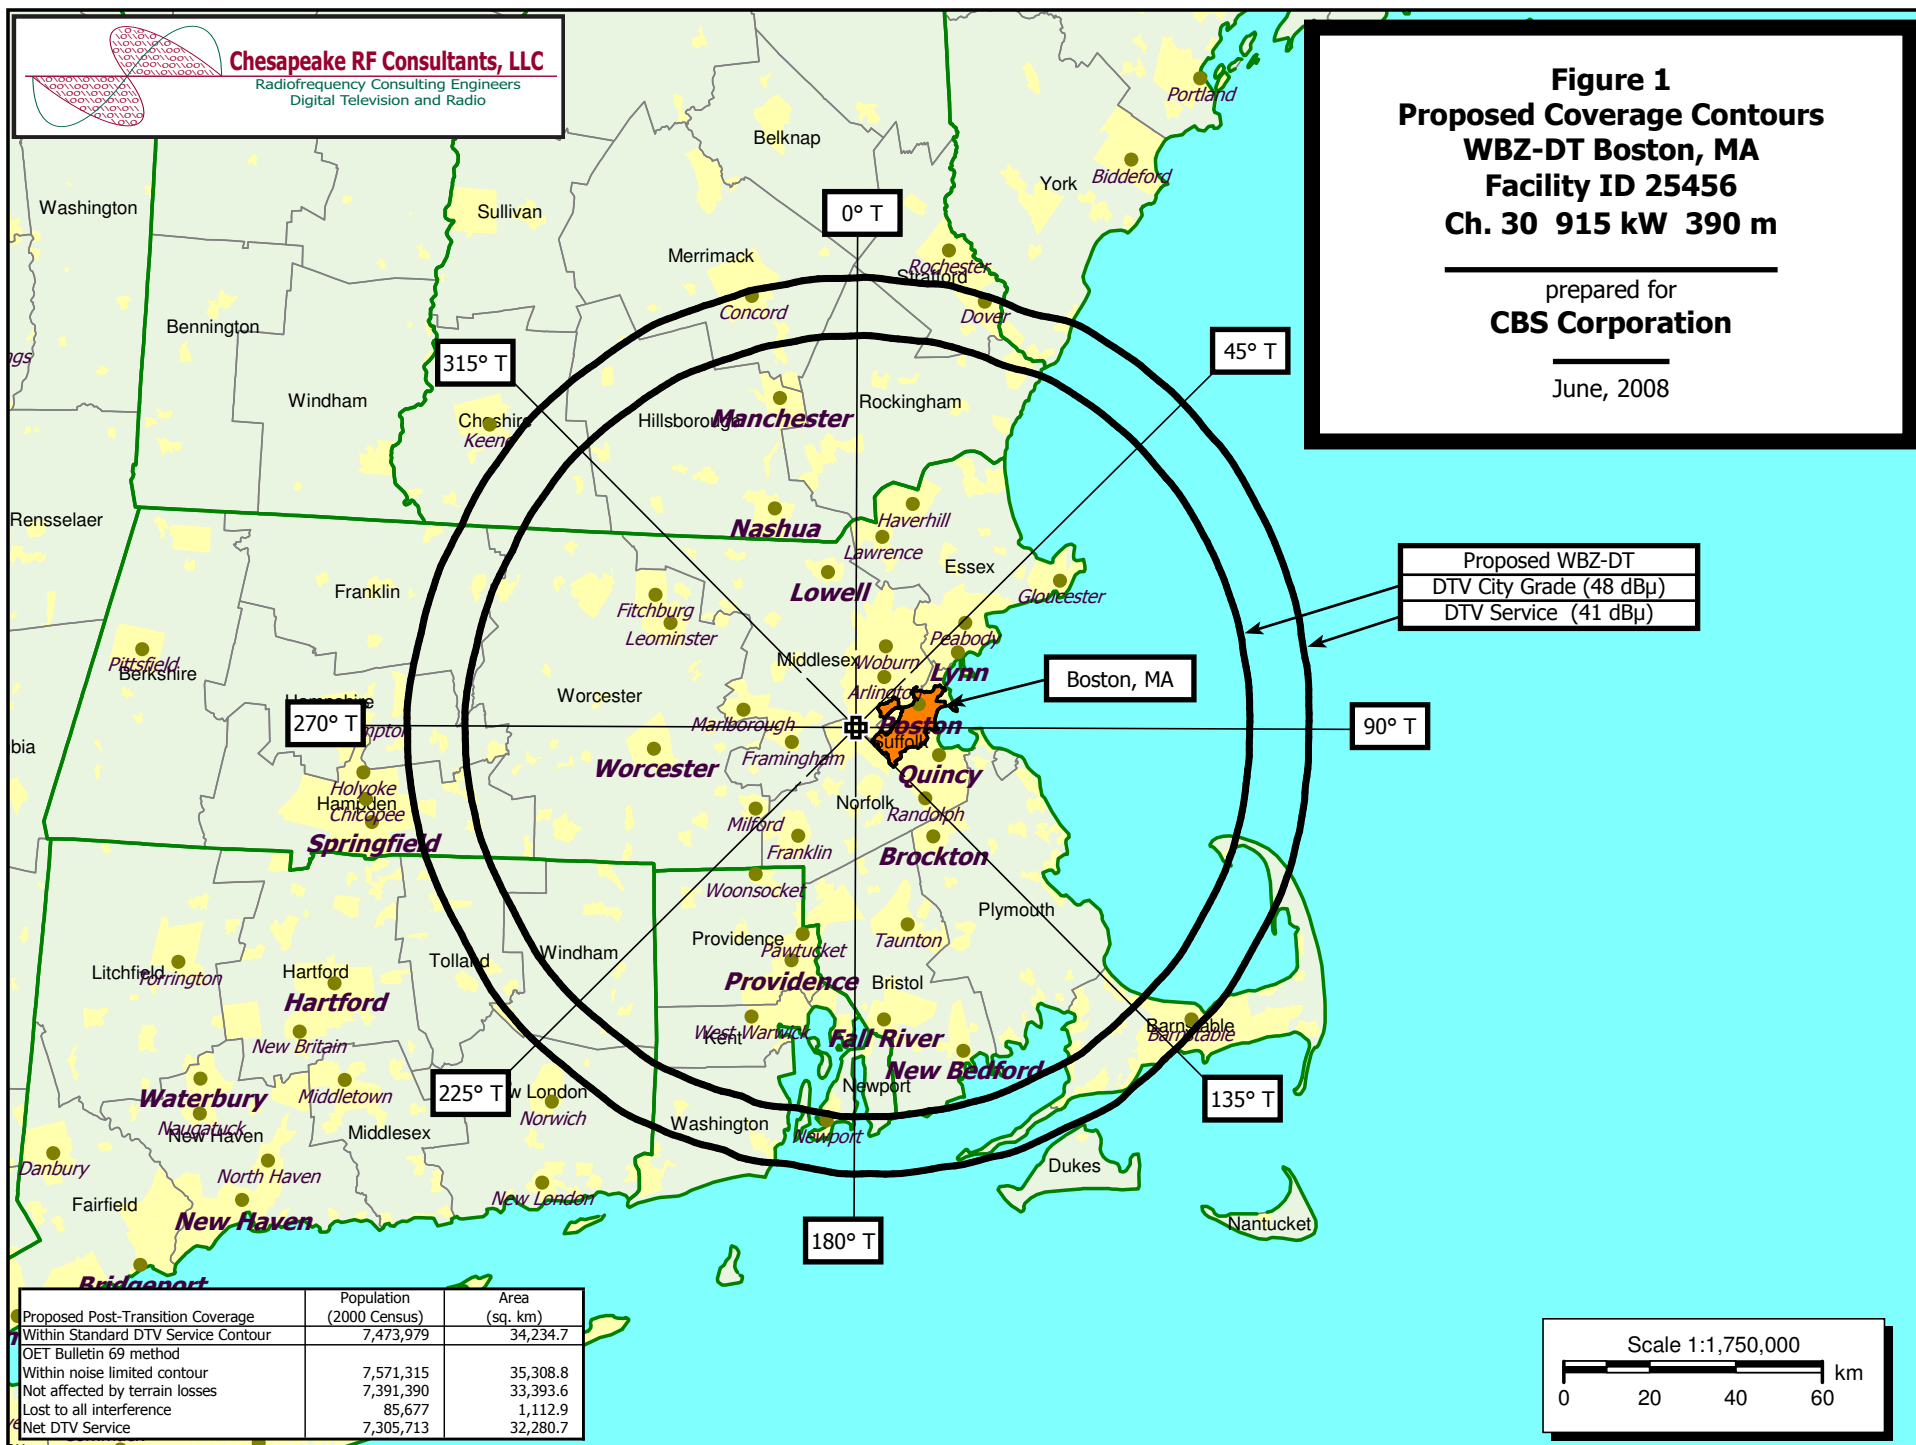 Chesapeake RF Consultants, LLC
Radiofrequency Consulting Engineers
Digital Television and Radio
Figure 1
Proposed Coverage Contours
WBZ-DT Boston, MA
Facility ID 25456
Ch. 30 915 kW 390 m
prepared for
CBS Corporation
June, 2008
Portland
Belknap
Biddeford
York
Washington
Sullivan
0° T
Merrimack
Rochester
Strafford
Concord
Dover
Bennington
45° T
315° T
Windham
Cheshire
Keene
Hillsborough
Manchester
Rockingham
Rensselaer
Nashua
Haverhill
Lawrence
Essex
Franklin
Lowell
Gloucester
Fitchburg
Leominster
Proposed WBZ-DT
DTV City Grade (48 dBµ)
DTV Service (41 dBµ)
Peabody
Pittsfield
Berkshire
Middlesex
Woburn
Lynn
Arlington
Boston, MA
Worcester
270° T
Marlborough
Boston
Suffolk
90° T
Framingham
Worcester
Quincy
Holyoke
Hampden
Chicopee
Norfolk
Milford
Randolph
Springfield
Franklin
Brockton
Woonsocket
Plymouth
Providence
Pawtucket
Taunton
Windham
Tolland
Litchfield
Torrington
Hartford
Hartford
Providence
Bristol
West Warwick
Kent
Fall River
Barnstable
Barnstable
New Britain
New Bedford
Newport
Waterbury
Middletown
225° T
w London
Norwich
135° T
Naugatuck
New Haven
Middlesex
Washington
Newport
Danbury
North Haven
Dukes
Fairfield
New London
New Haven
Nantucket
180° T
Bridgeport
Proposed Post-Transition Coverage Population (2000 Census) Area (sq. km)
Within Standard DTV Service Contour 7,473,979 34,234.7
OET Bulletin 69 method
Within noise limited contour 7,571,315 35,308.8
Not affected by terrain losses 7,391,390 33,393.6
Lost to all interference 85,677 1,112.9
Net DTV Service 7,305,713 32,280.7
Scale 1:1,750,000
km
0 20 40 60